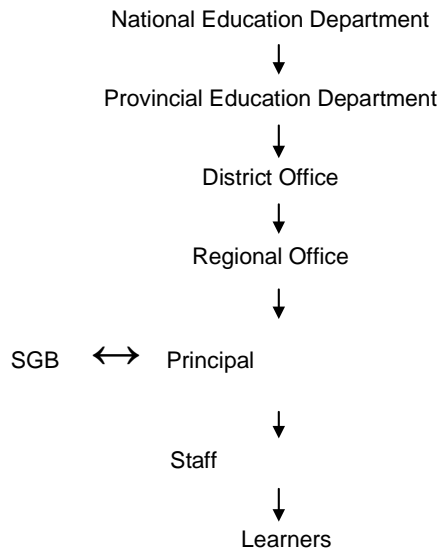 National Education Department
Provincial Education Department
District Office
Regional Office
SGB Principal
Staff
Learners